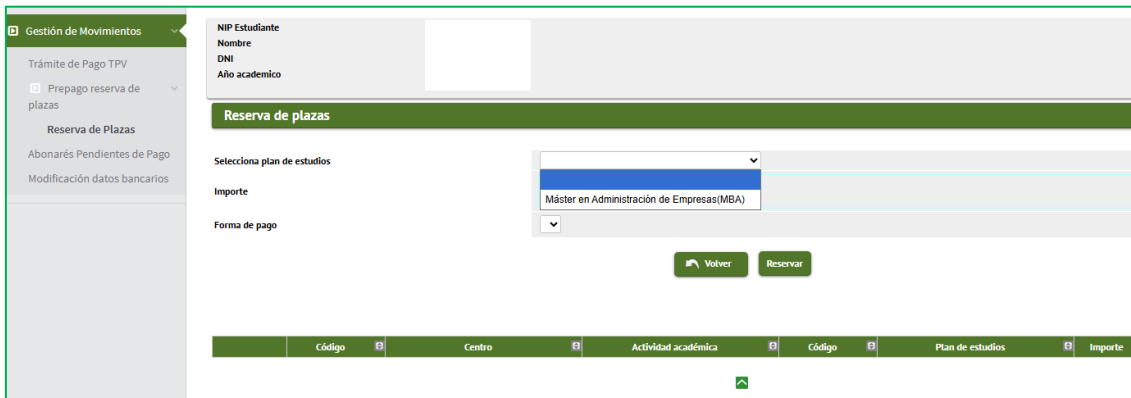 Gestión de Movimientos
Trámite de Pago TPV
Prepago reserva de
plazas
Reserva de Plazas
Abonarés Pendientes de Pago
Modificación datos bancarios
NIP Estudiante
Nombre
DNI
Año academico
Reserva de plazas
Selecciona plan de estudios
Máster en Administración de Empresas(MBA)
Importe
Forma de pago
Volver
Reservar
Código
Centro
Actividad académica
Código
Plan de estudios
Importe